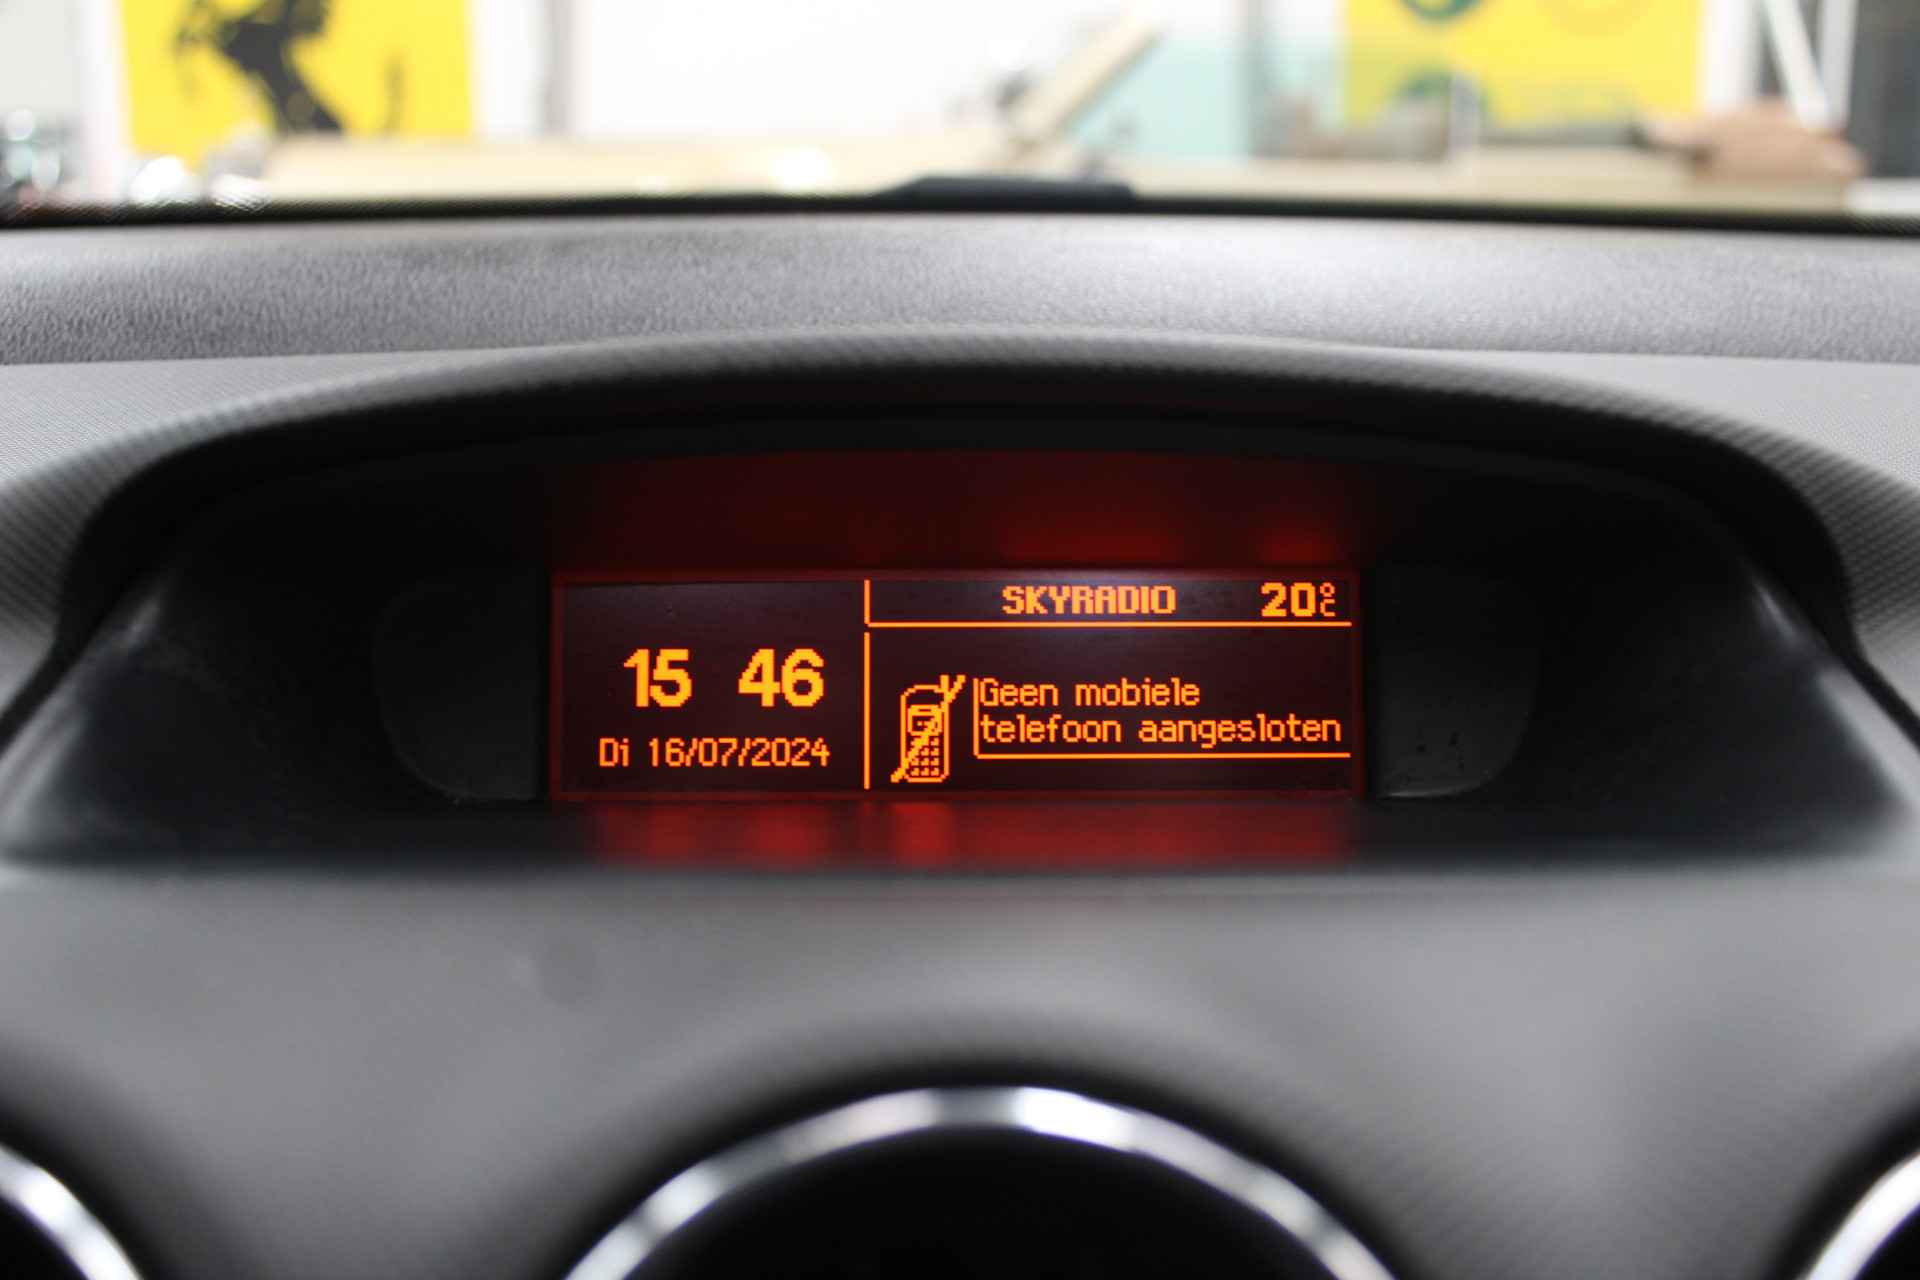 15 46
Di 16/07/2024
SKYRADIO 20°C
Geen mobiele
telefoon aangesloten